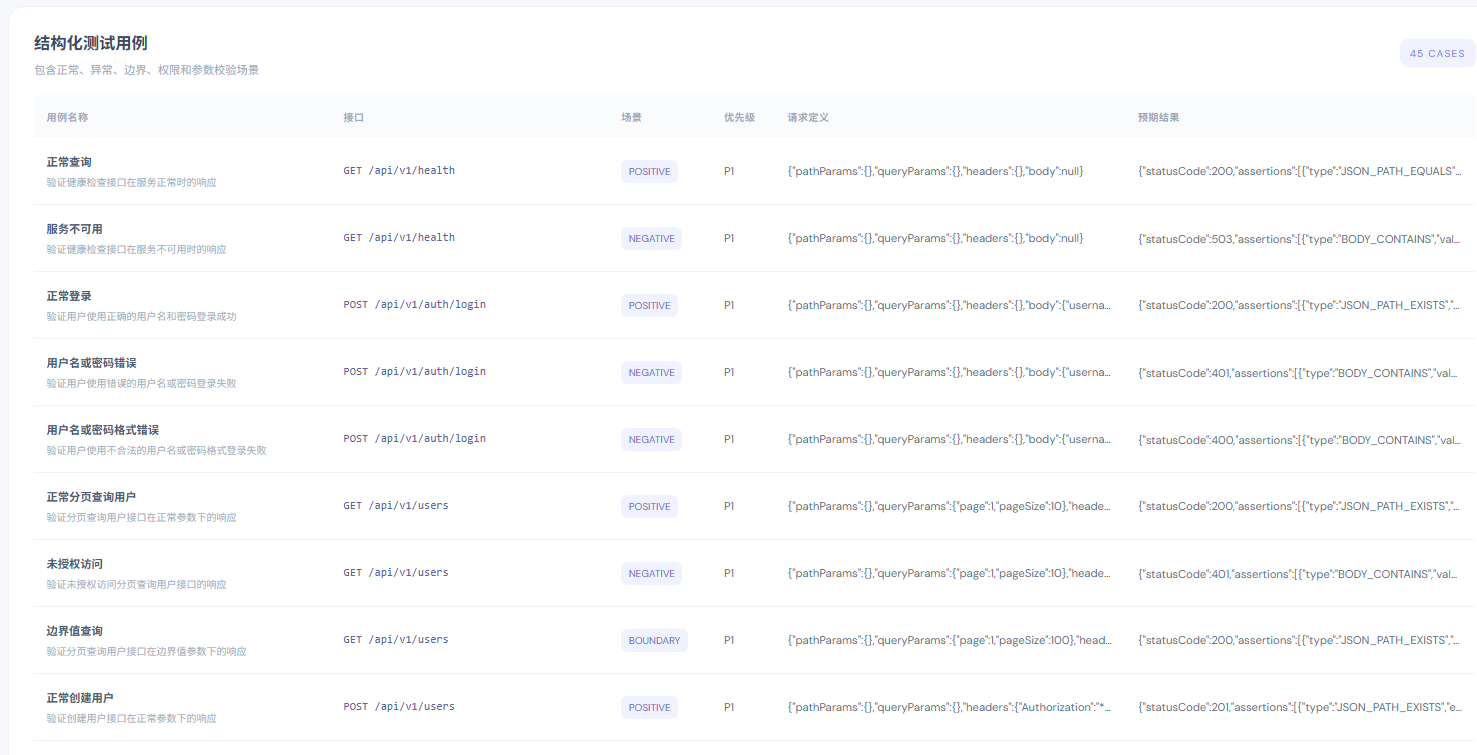 结构化测试用例
包含正常、异常、边界、权限和参数校验场景
45 CASES
用例名称 接口 场景 优先级 请求定义 预期结果
正常查询
验证健康检查接口在服务正常时的响应
GET /api/v1/health POSITIVE P1 {"pathParams":{},"queryParams":{},"headers":{},"body":null} {"statusCode":200,"assertions":[{"type":"JSON_PATH_EQUALS"...
服务不可用
验证健康检查接口在服务不可用时的响应
GET /api/v1/health NEGATIVE P1 {"pathParams":{},"queryParams":{},"headers":{},"body":null} {"statusCode":503,"assertions":[{"type":"BODY_CONTAINS","val...
正常登录
验证用户使用正确的用户名和密码登录成功
POST /api/v1/auth/login POSITIVE P1 {"pathParams":{},"queryParams":{},"headers":{},"body":{"userna... {"statusCode":200,"assertions":[{"type":"JSON_PATH_EXISTS","...
用户名或密码错误
验证用户使用错误的用户名或密码登录失败
POST /api/v1/auth/login NEGATIVE P1 {"pathParams":{},"queryParams":{},"headers":{},"body":{"userna... {"statusCode":401,"assertions":[{"type":"BODY_CONTAINS","val...
用户名或密码格式错误
验证用户使用不合法的用户名或密码格式登录失败
POST /api/v1/auth/login NEGATIVE P1 {"pathParams":{},"queryParams":{},"headers":{},"body":{"userna... {"statusCode":400,"assertions":[{"type":"BODY_CONTAINS","val...
正常分页查询用户
验证分页查询用户接口在正常参数下的响应
GET /api/v1/users POSITIVE P1 {"pathParams":{},"queryParams":{"page":1,"pageSize":10},"heade... {"statusCode":200,"assertions":[{"type":"JSON_PATH_EXISTS","...
未授权访问
验证未授权访问分页查询用户接口的响应
GET /api/v1/users NEGATIVE P1 {"pathParams":{},"queryParams":{"page":1,"pageSize":10},"heade... {"statusCode":401,"assertions":[{"type":"BODY_CONTAINS","val...
边界值查询
验证分页查询用户接口在边界值参数下的响应
GET /api/v1/users BOUNDARY P1 {"pathParams":{},"queryParams":{"page":1,"pageSize":100},"head... {"statusCode":200,"assertions":[{"type":"JSON_PATH_EXISTS","...
正常创建用户
验证创建用户接口在正常参数下的响应
POST /api/v1/users POSITIVE P1 {"pathParams":{},"queryParams":{},"headers":{"Authorization":"*... {"statusCode":201,"assertions":[{"type":"JSON_PATH_EXISTS","e...